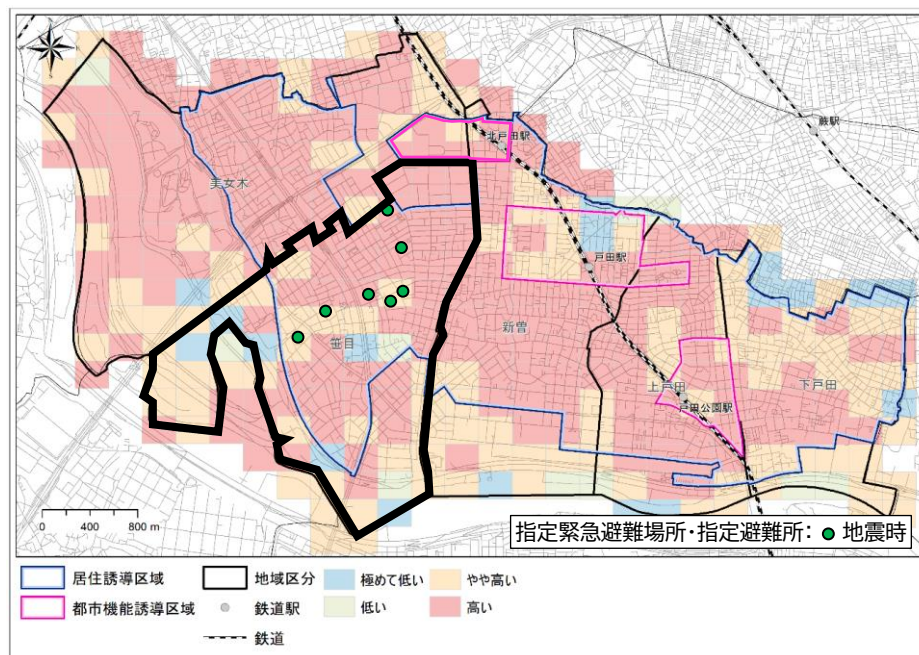 北戸田駅
蕨駅
美女木
戸田駅
新曽
笹目
上戸田
下戸田
戸田公園駅
0 400 800 m
指定緊急避難場所・指定避難所: 地震時
居住誘導区域 地域区分 極めて低い やや高い
都市機能誘導区域 鉄道駅 低い 高い
鉄道